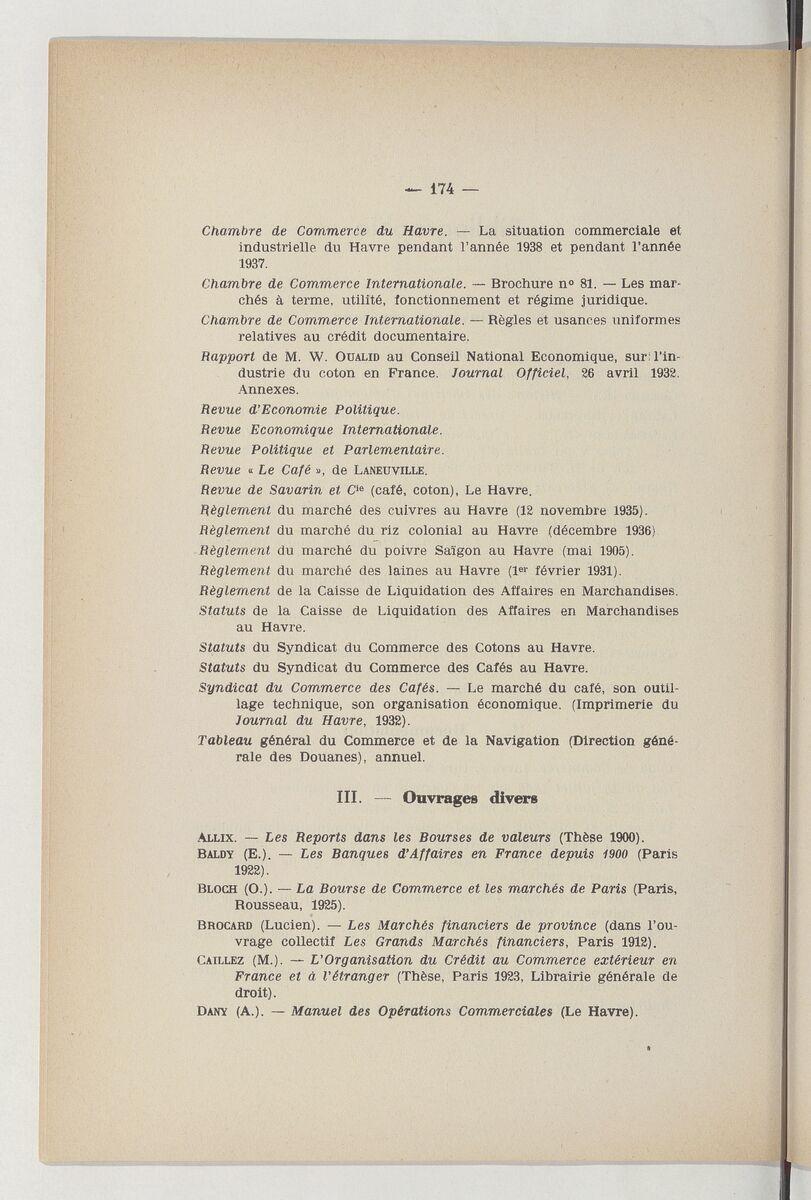 — 174 —
Chambre de Commerce du Havre. — La situation commerciale et
industrielle du Havre pendant l'année 1938 et pendant l'année
1937.
Chambre de Commerce Internationale. — Brochure nº 81. — Les mar-
chés à terme, utilité, fonctionnement et régime juridique.
Chambre de Commerce Internationale. — Règles et usances uniformes
relatives au crédit documentaire.
Rapport de M. W. OUALID au Conseil National Economique, sur l'in-
dustrie du coton en France. Journal Officiel, 26 avril 1932.
Annexes.
Revue d'Economie Politique.
Revue Economique Internationale.
Revue Politique et Parlementaire.
Revue « Le Café », de LANEUVILLE.
Revue de Savarin et Cie (café, coton), Le Havre.
Règlement du marché des cuivres au Havre (12 novembre 1935).
Règlement du marché du riz colonial au Havre (décembre 1936)
Règlement du marché du poivre Saïgon au Havre (mai 1905).
Règlement du marché des laines au Havre (1er février 1931).
Règlement de la Caisse de Liquidation des Affaires en Marchandises.
Statuts de la Caisse de Liquidation des Affaires en Marchandises
au Havre.
Statuts du Syndicat du Commerce des Cotons au Havre.
Statuts du Syndicat du Commerce des Cafés au Havre.
Syndicat du Commerce des Cafés. — Le marché du café, son outil-
lage technique, son organisation économique. (Imprimerie du
Journal du Havre, 1932).
Tableau général du Commerce et de la Navigation (Direction géné-
rale des Douanes), annuel.
III. — Ouvrages divers
ALLIX. — Les Reports dans les Bourses de valeurs (Thèse 1900).
BALDY (E.). — Les Banques d'Affaires en France depuis 1900 (Paris
1922).
BLOCH (O.). — La Bourse de Commerce et les marchés de Paris (Paris,
Rousseau, 1925).
BROCARD (Lucien). — Les Marchés financiers de province (dans l'ou-
vrage collectif Les Grands Marchés financiers, Paris 1912).
CAILLEZ (M.). — L'Organisation du Crédit au Commerce extérieur en
France et à l'étranger (Thèse, Paris 1923, Librairie générale de
droit).
DANY (A.). — Manuel des Opérations Commerciales (Le Havre).